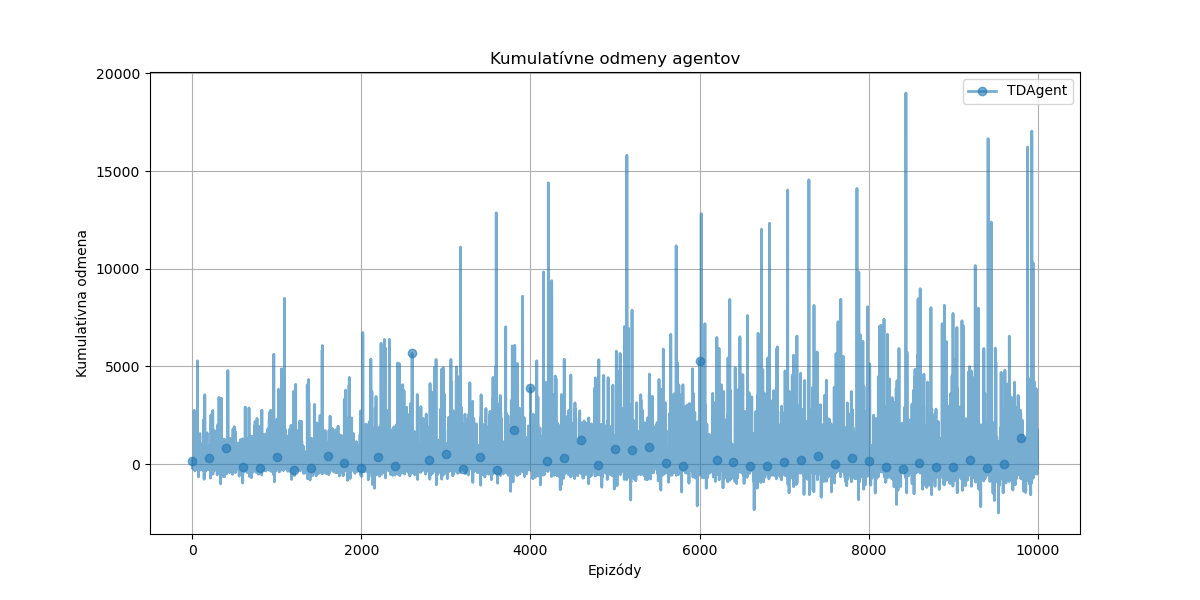 Kumulatívne odmeny agentov
TDAgent
20000
15000
10000
5000
0
Kumulatívna odmena
0 2000 4000 6000 8000 10000
Epizódy